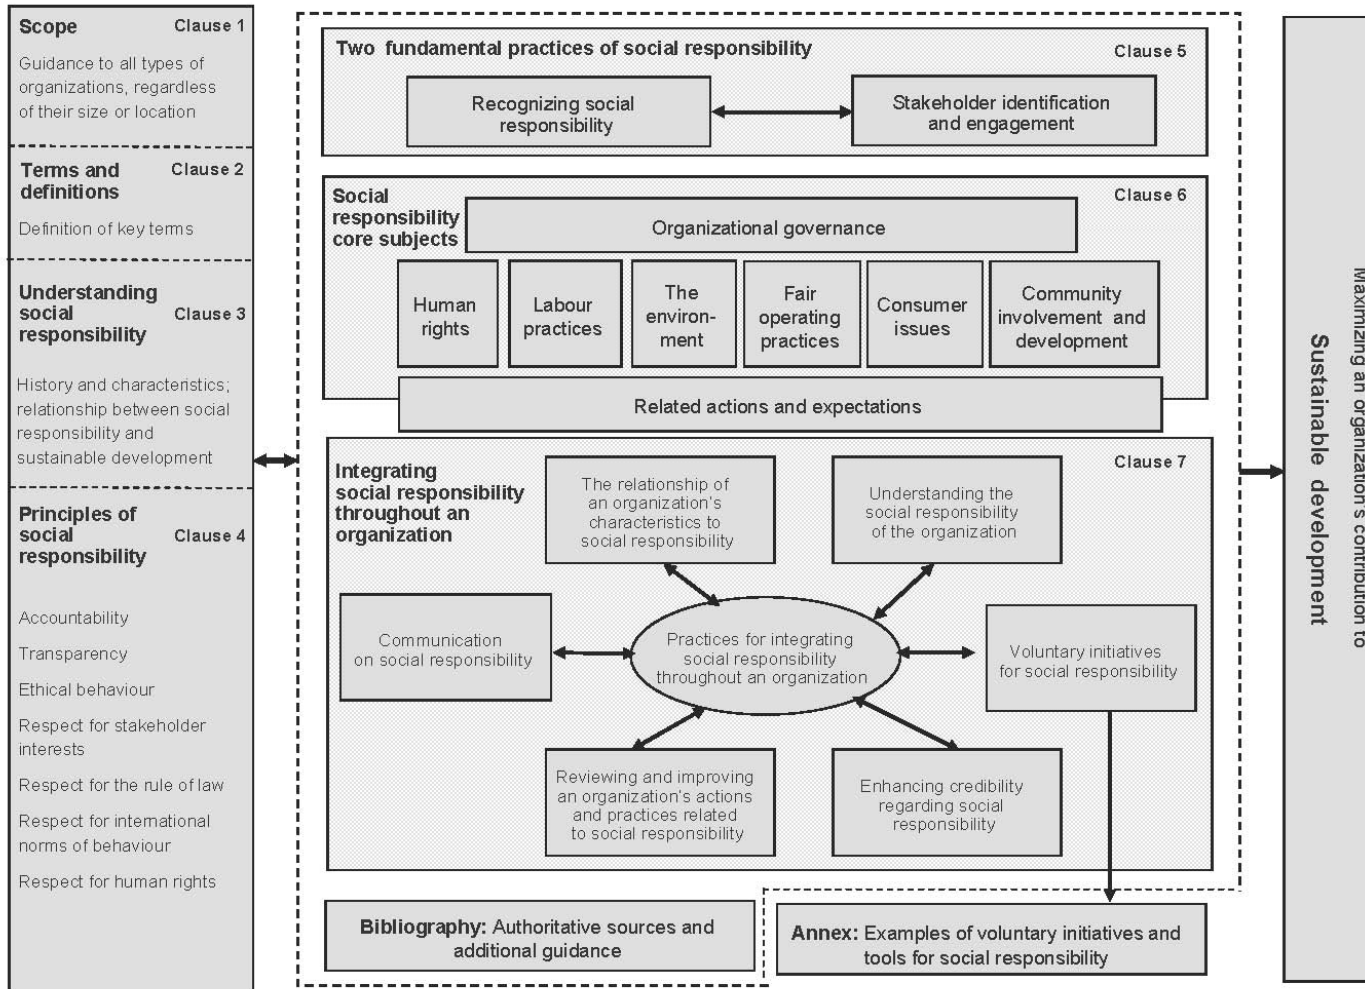 Scope Clause 1
Guidance to all types of
organizations, regardless
of their size or location
Terms and Clause 2
definitions
Definition of key terms
Understanding
social Clause 3
responsibility
History and characteristics;
relationship between social
responsibility and
sustainable development
Principles of
social Clause 4
responsibility
Accountability
Transparency
Ethical behaviour
Respect for stakeholder
interests
Respect for the rule of law
Respect for international
norms of behaviour
Respect for human rights
Two fundamental practices of social responsibility Clause 5
Recognizing social
responsibility
Stakeholder identification
and engagement
Social
responsibility
core subjects
Clause 6
Organizational governance
Human
rights
Labour
practices
The
environ-
ment
Fair
operating
practices
Consumer
issues
Community
involvement and
development
Related actions and expectations
Integrating
social responsibility
throughout an
organization
Clause 7
The relationship of
an organization's
characteristics to
social responsibility
Understanding the
social responsibility
of the organization
Communication
on social responsibility
Practices for integrating
social responsibility
throughout an organization
Voluntary initiatives
for social responsibility
Reviewing and improving
an organization's actions
and practices related
to social responsibility
Enhancing credibility
regarding social
responsibility
Bibliography: Authoritative sources and
additional guidance
Annex: Examples of voluntary initiatives and
tools for social responsibility
Maximizing an organization's contribution to
Sustainable development